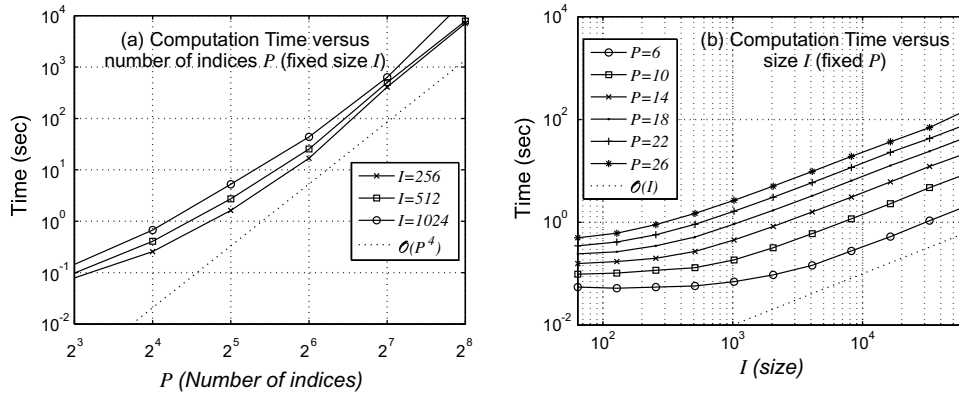 (a) Computation Time versus
number of indices P (fixed size I)
Time (sec)
10^4
10^3
10^2
10^1
10^0
10^-1
10^-2
I=256
I=512
I=1024
O(P^4)
2^3 2^4 2^5 2^6 2^7 2^8
P (Number of indices)
(b) Computation Time versus
size I (fixed P)
Time (sec)
10^4
10^2
10^0
10^-2
P=6
P=10
P=14
P=18
P=22
P=26
O(I)
10^2 10^3 10^4
I (size)